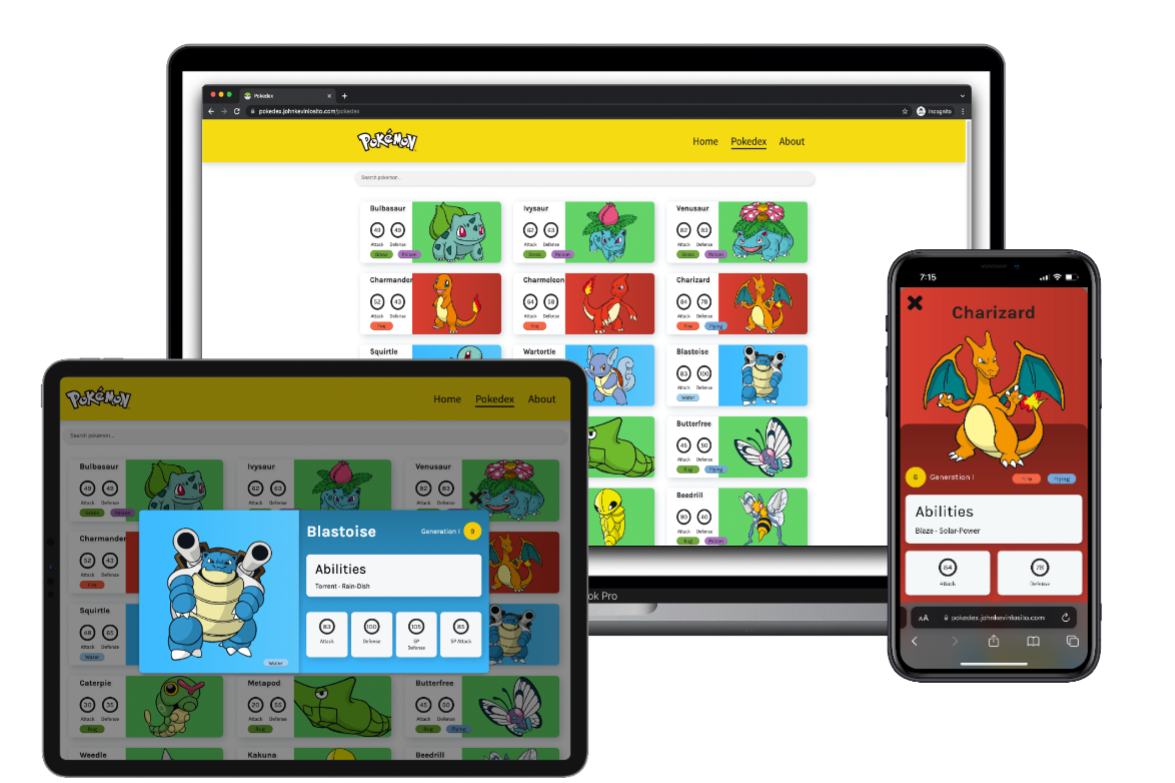 Pokedex
pokedex.johnkevinlosito.com/pokedex
Incognito
POKÉMON
Home Pokedex About
Search pokemon...
Bulbasaur
49 49
Attack Defense
Grass Poison
Ivysaur
62 63
Attack Defense
Grass Poison
Venusaur
82 83
Attack Defense
Grass Poison
Charmander
52 43
Attack Defense
Fire
Charmeleon
64 58
Attack Defense
Fire
Charizard
84 78
Attack Defense
Fire Flying
Squirtle
Wartortle
Blastoise
83 100
Attack Defense
Water
Butterfree
45 50
Attack Defense
Bug Flying
Beedrill
90 40
Attack Defense
Bug Poison
ok Pro
POKÉMON
Home Pokedex About
Search pokemon...
Bulbasaur
49 49
Attack Defense
Grass Poison
Ivysaur
62 63
Attack Defense
Venusaur
82 83
Attack Defense
Charmander
52 43
Attack Defense
Fire
Squirtle
48 65
Attack Defense
Water
Blastoise
Generation I 9
Abilities
Torrent - Rain-Dish
83
Attack
100
Defense
105
SP
Defense
85
SP Attack
Water
Caterpie
30 35
Attack Defense
Bug
Metapod
20 55
Attack Defense
Bug
Butterfree
45 50
Attack Defense
Bug Flying
Weedle
Kakuna
Beedrill
7:15
Charizard
6 Generation I
Fire Flying
Abilities
Blaze - Solar-Power
84
Attack
78
Defense
AA pokedex.johnkevinlosito.com